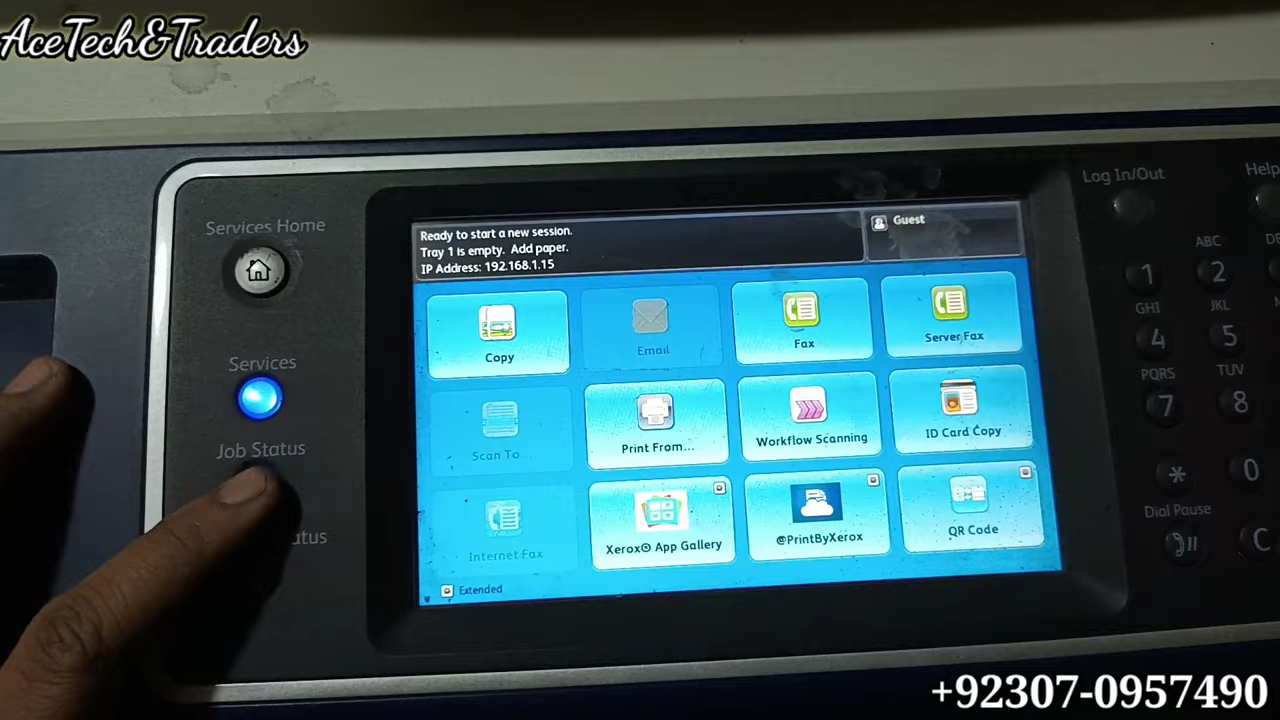 AceTech&Traders
Services Home
Services
Job Status
atus
Ready to start a new session.
Tray 1 is empty. Add paper.
IP Address: 192.168.1.15
Guest
Copy
Email
Fax
Server Fax
Scan To...
Print From...
Workflow Scanning
ID Card Copy
Internet Fax
Xerox® App Gallery
@PrintByXerox
QR Code
Extended
Log In/Out
Help
ABC
DE
1
2
GHI
JKL
4
5
PQRS
TUV
7
8
*
0
Dial Pause
C
+92307-0957490